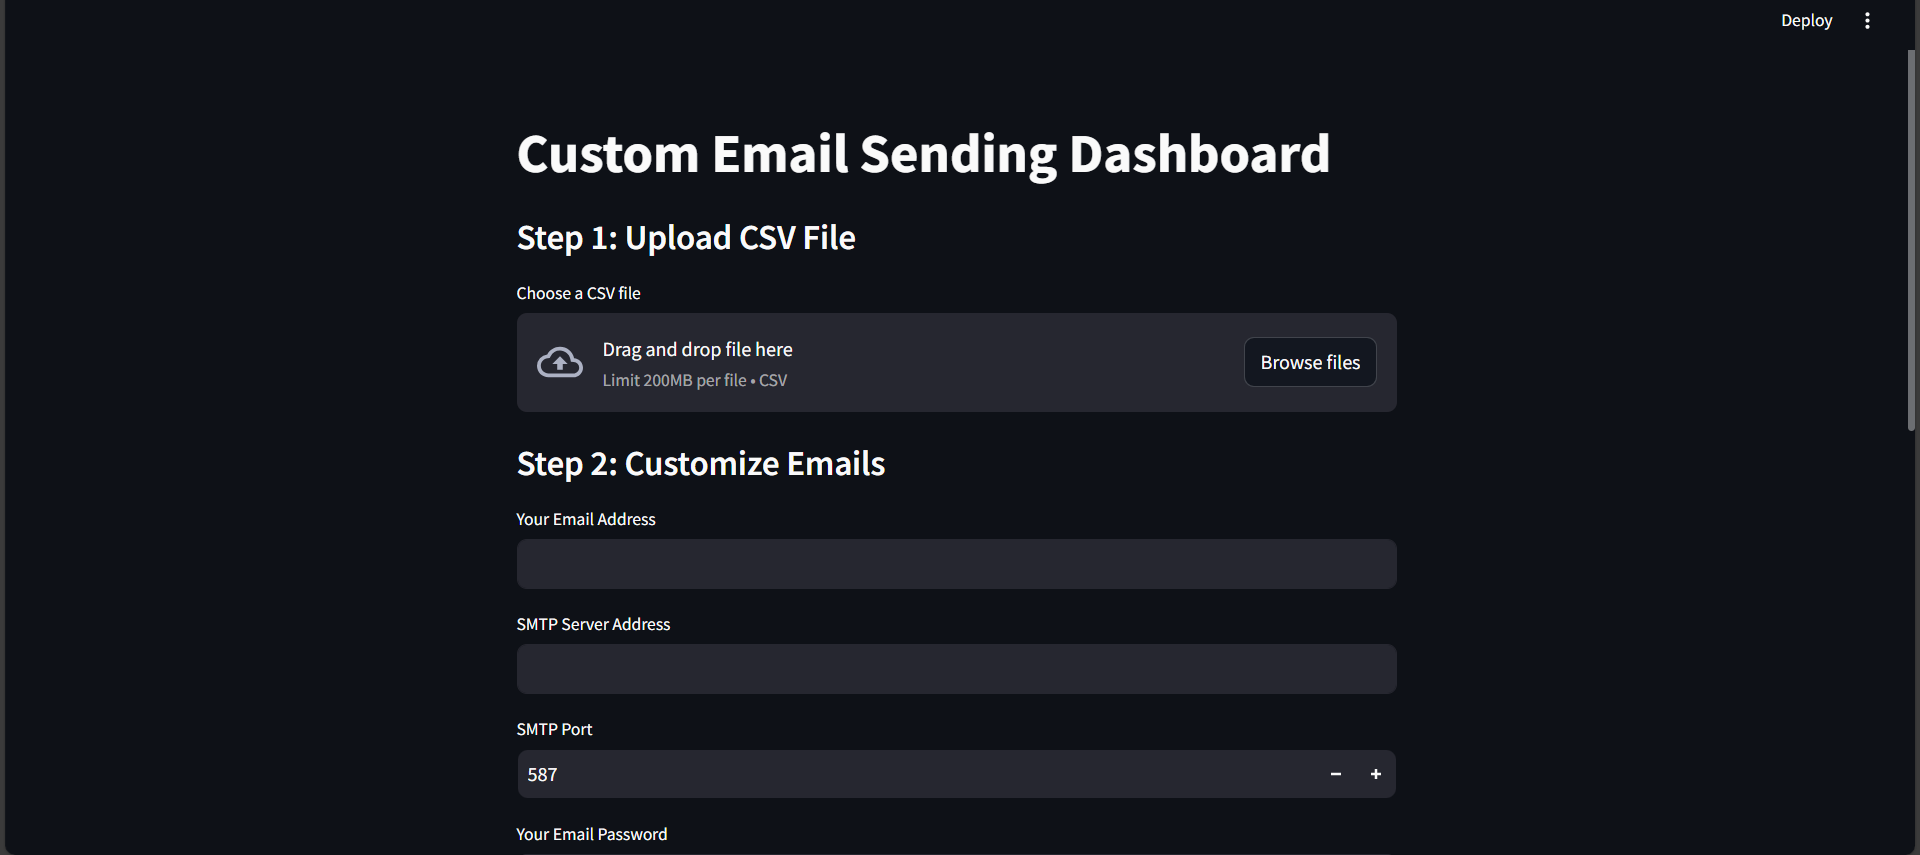 Deploy
Custom Email Sending Dashboard
Step 1: Upload CSV File
Choose a CSV file
Drag and drop file here
Limit 200MB per file • CSV
Browse files
Step 2: Customize Emails
Your Email Address
SMTP Server Address
SMTP Port
587
Your Email Password